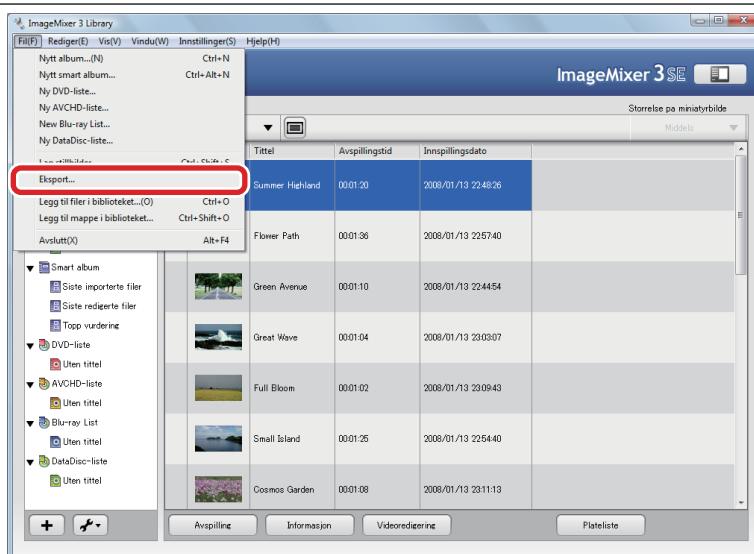 ImageMixer 3 Library
Fil(F) Rediger(E) Vis(V) Vindu(W) Innstillinger(S) Hjelp(H)
Nytt album...(N) Ctrl+N
Nytt smart album... Ctrl+Alt+N
Ny DVD-liste...
Ny AVCHD-liste...
New Blu-ray List...
Ny DataDisc-liste...
Eksport...
Legg til filer i biblioteket...(O) Ctrl+O
Legg til mappe i biblioteket... Ctrl+Shift+O
Avslutt(X) Alt+F4
ImageMixer 3 SE
Storrelse pa miniatyrbilde
Middels
Tittel Avspillingstid Innspillingsdato
Summer Highland 00:01:20 2008/01/13 22:48:26
Flower Path 00:01:36 2008/01/13 22:57:40
Green Avenue 00:01:10 2008/01/13 22:44:54
Great Wave 00:01:04 2008/01/13 23:03:07
Full Bloom 00:01:02 2008/01/13 23:09:43
Small Island 00:01:25 2008/01/13 22:54:40
Cosmos Garden 00:01:08 2008/01/13 23:11:13
Smart album
Siste importerte filer
Siste redigerte filer
Topp vurdering
DVD-liste
Uten tittel
AVCHD-liste
Uten tittel
Blu-ray List
Uten tittel
DataDisc-liste
Uten tittel
Avspilling Informasjon Videoredigering Plateliste